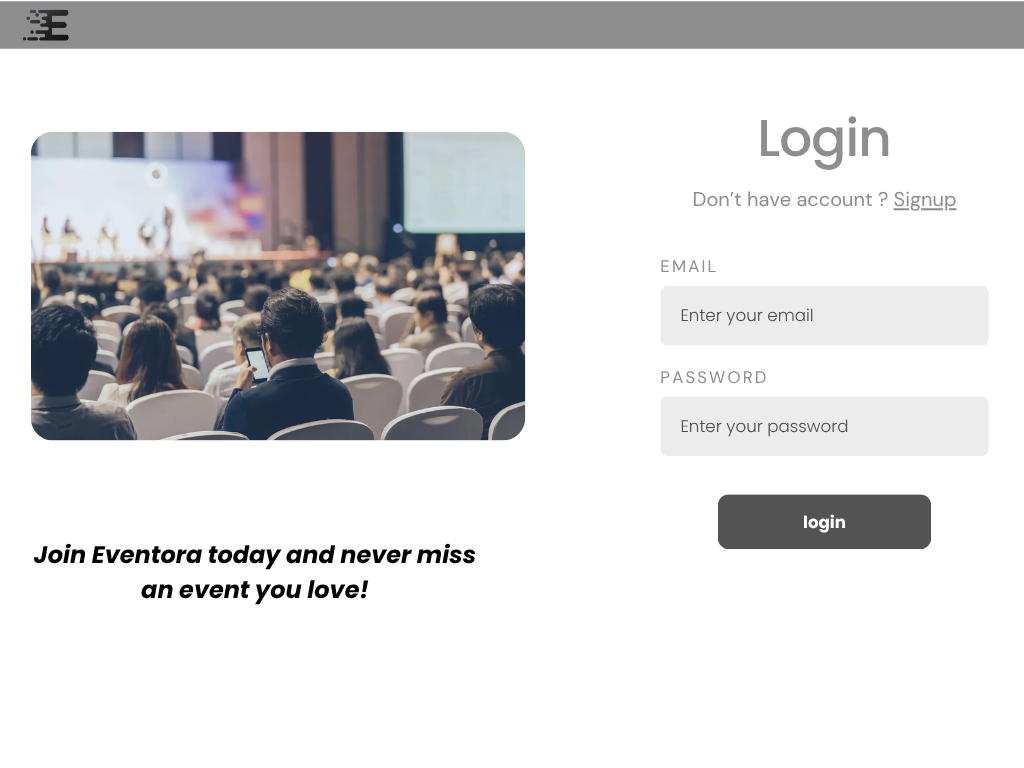 E
Login
Don’t have account ? Signup
EMAIL
Enter your email
PASSWORD
Enter your password
login
Join Eventora today and never miss
an event you love!